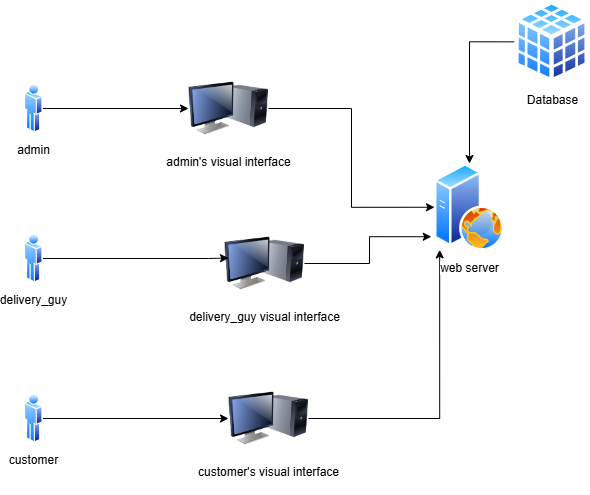 Database
admin
admin's visual interface
web server
delivery_guy
delivery_guy visual interface
customer
customer's visual interface